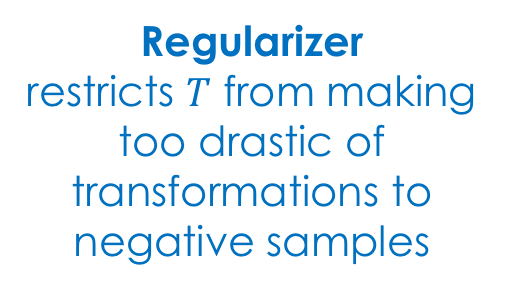 Regularizer
restricts T from making
too drastic of
transformations to
negative samples